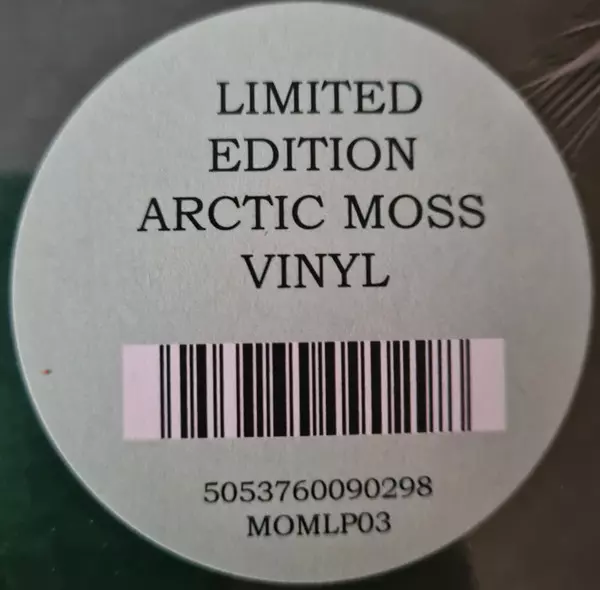 LIMITED
EDITION
ARCTIC MOSS
VINYL
5053760090298
MOMLP03